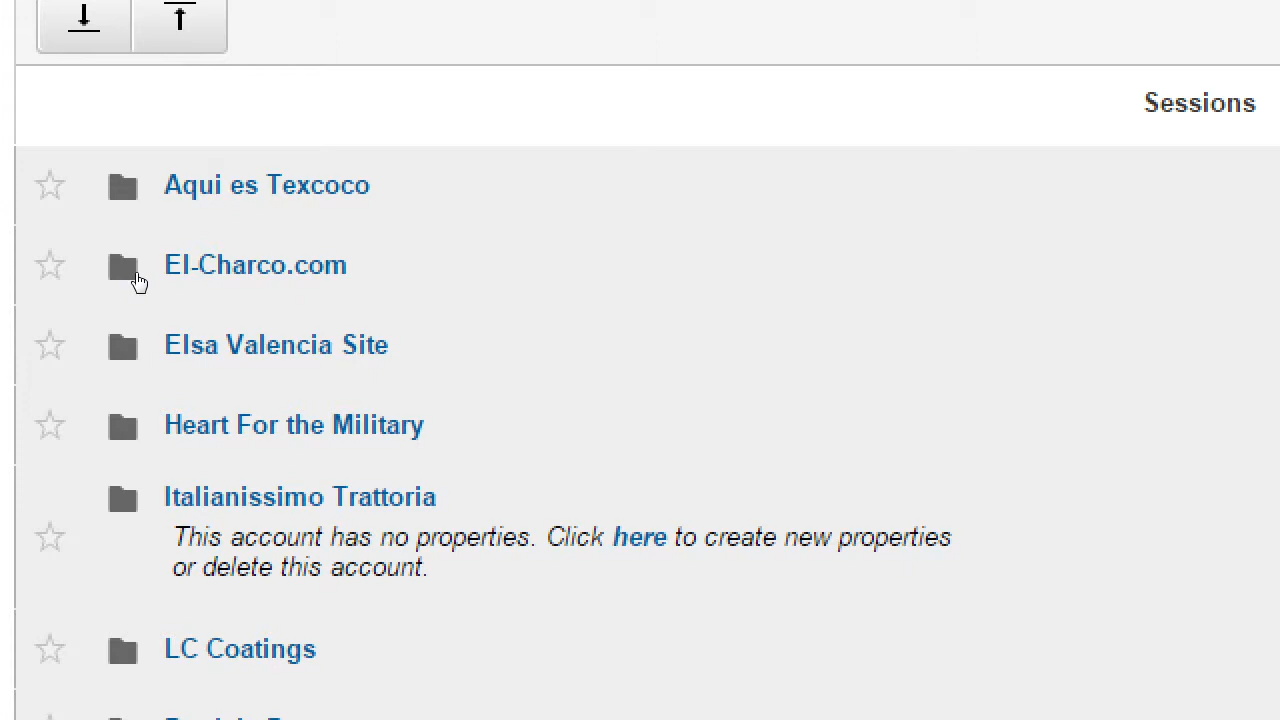 Sessions
Aqui es Texcoco
El-Charco.com
Elsa Valencia Site
Heart For the Military
Italianissimo Trattoria
This account has no properties. Click here to create new properties
or delete this account.
LC Coatings